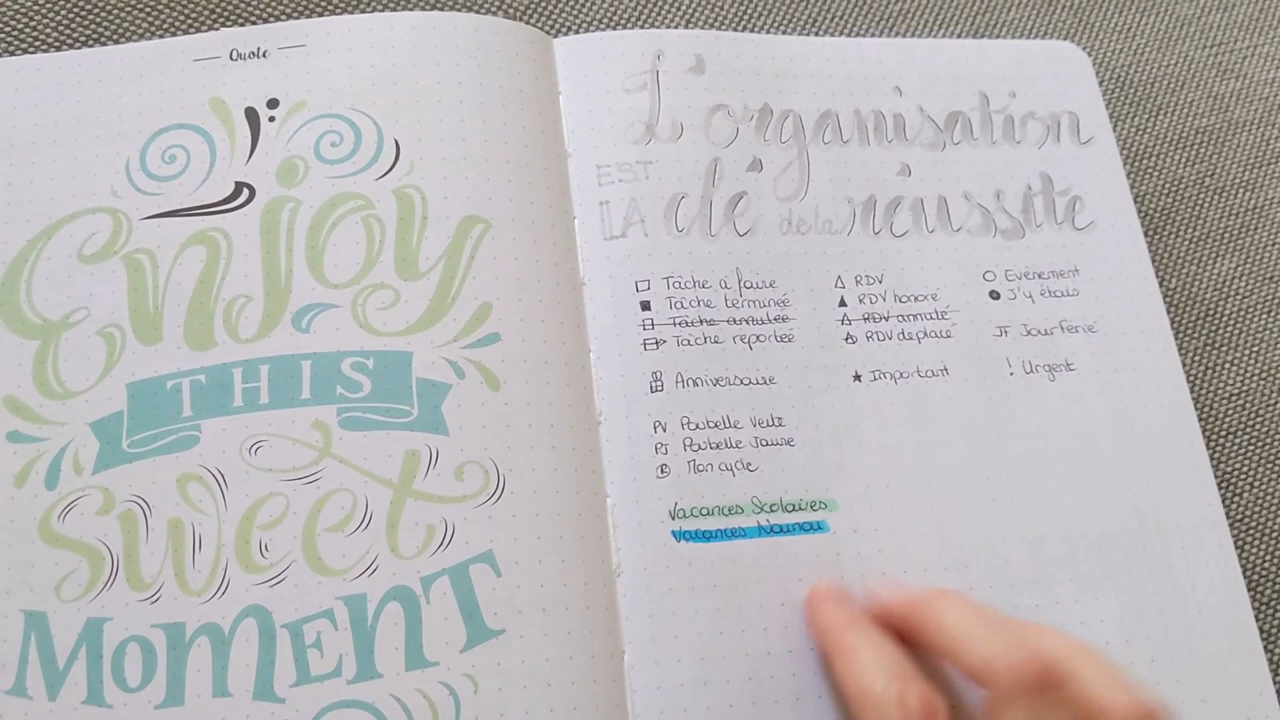 Quote
Enjoy
THIS
Sweet
MOMENT
L'organisation
EST
LA clé de la réussite
Tâche à faire
Tâche terminée
Tâche annulée
Tâche reportée
RDV
RDV honoré
RDV annulé
RDV déplacé
Evènement
J'y étais
JF Jour Férié
Anniversaire
Important
! Urgent
PV Poubelle Verte
PJ Poubelle Jaune
R Mon cycle
Vacances Scolaires
Vacances Nounou